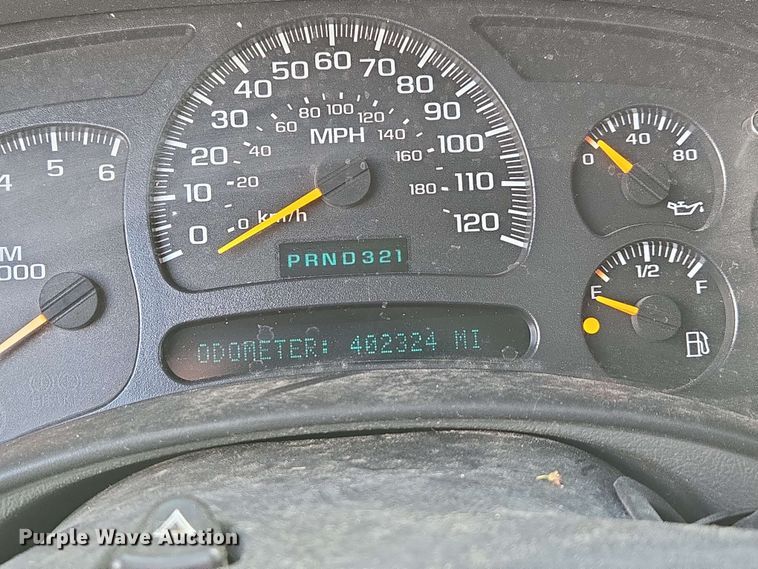 0 10 20 30 40 50 60 70 80 90 100 110 120
0 20 40 60 80 100 120 140 160 180
MPH
km/h
PRND321
ODOMETER: 402324 MI
4 5 6
M
000
0 40 80
E 1/2 F
Purple Wave Auction